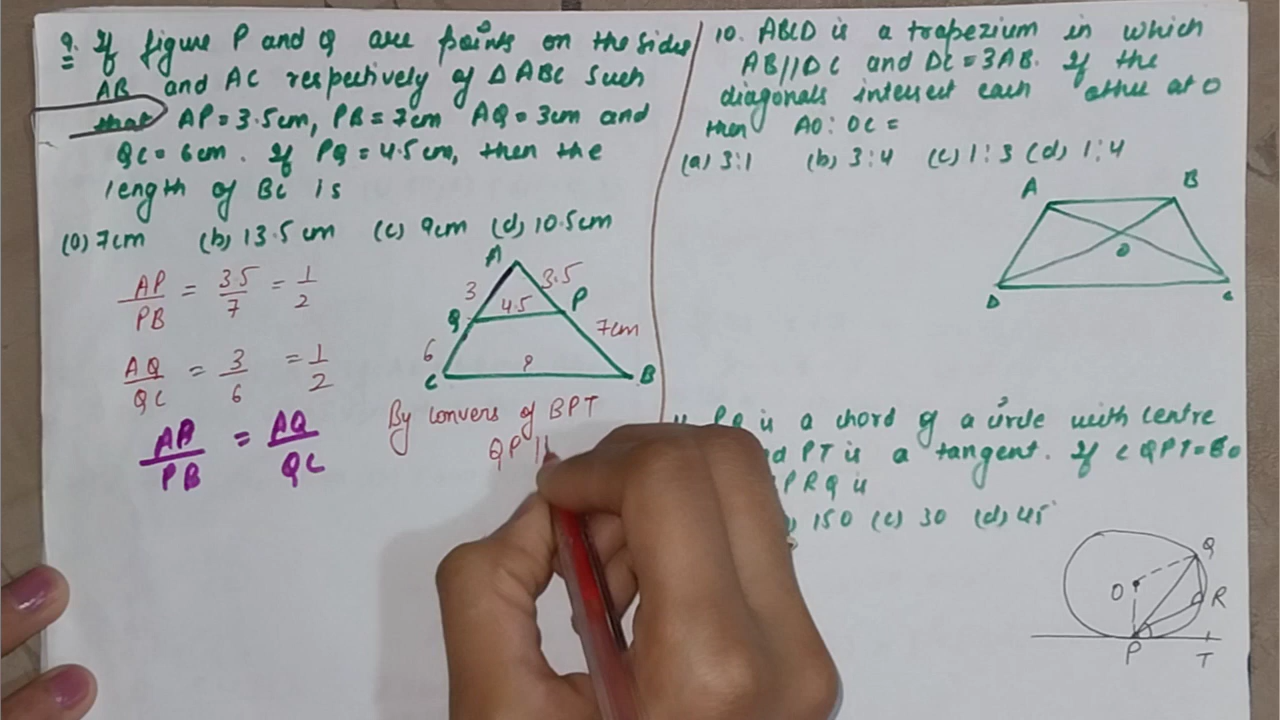 9. If figure P and Q are points on the sides
AB and AC respectively of Δ ABC such
that AP = 3.5cm, PB = 7cm AQ = 3cm and
QC = 6cm. If PQ = 4.5 cm, then the
length of BC is
(a) 7cm (b) 13.5 cm (c) 9cm (d) 10.5cm
AP/PB = 3.5/7 = 1/2
AQ/QC = 3/6 = 1/2
AP/PB = AQ/QC
A
3
3.5
Q
4.5
P
6
7cm
C
?
B
By convers of BPT
QP ||
10. ABCD is a trapezium in which
AB//DC and DC = 3AB. If the
diagonals intersect each other at O
then AO : OC =
(a) 3:1 (b) 3:4 (c) 1:3 (d) 1:4
A
B
O
D
C
is a chord of a circle with centre
PT is a tangent. If < QPT = 60
PRQ is
150 (c) 30 (d) 45
Q
O
R
P
T